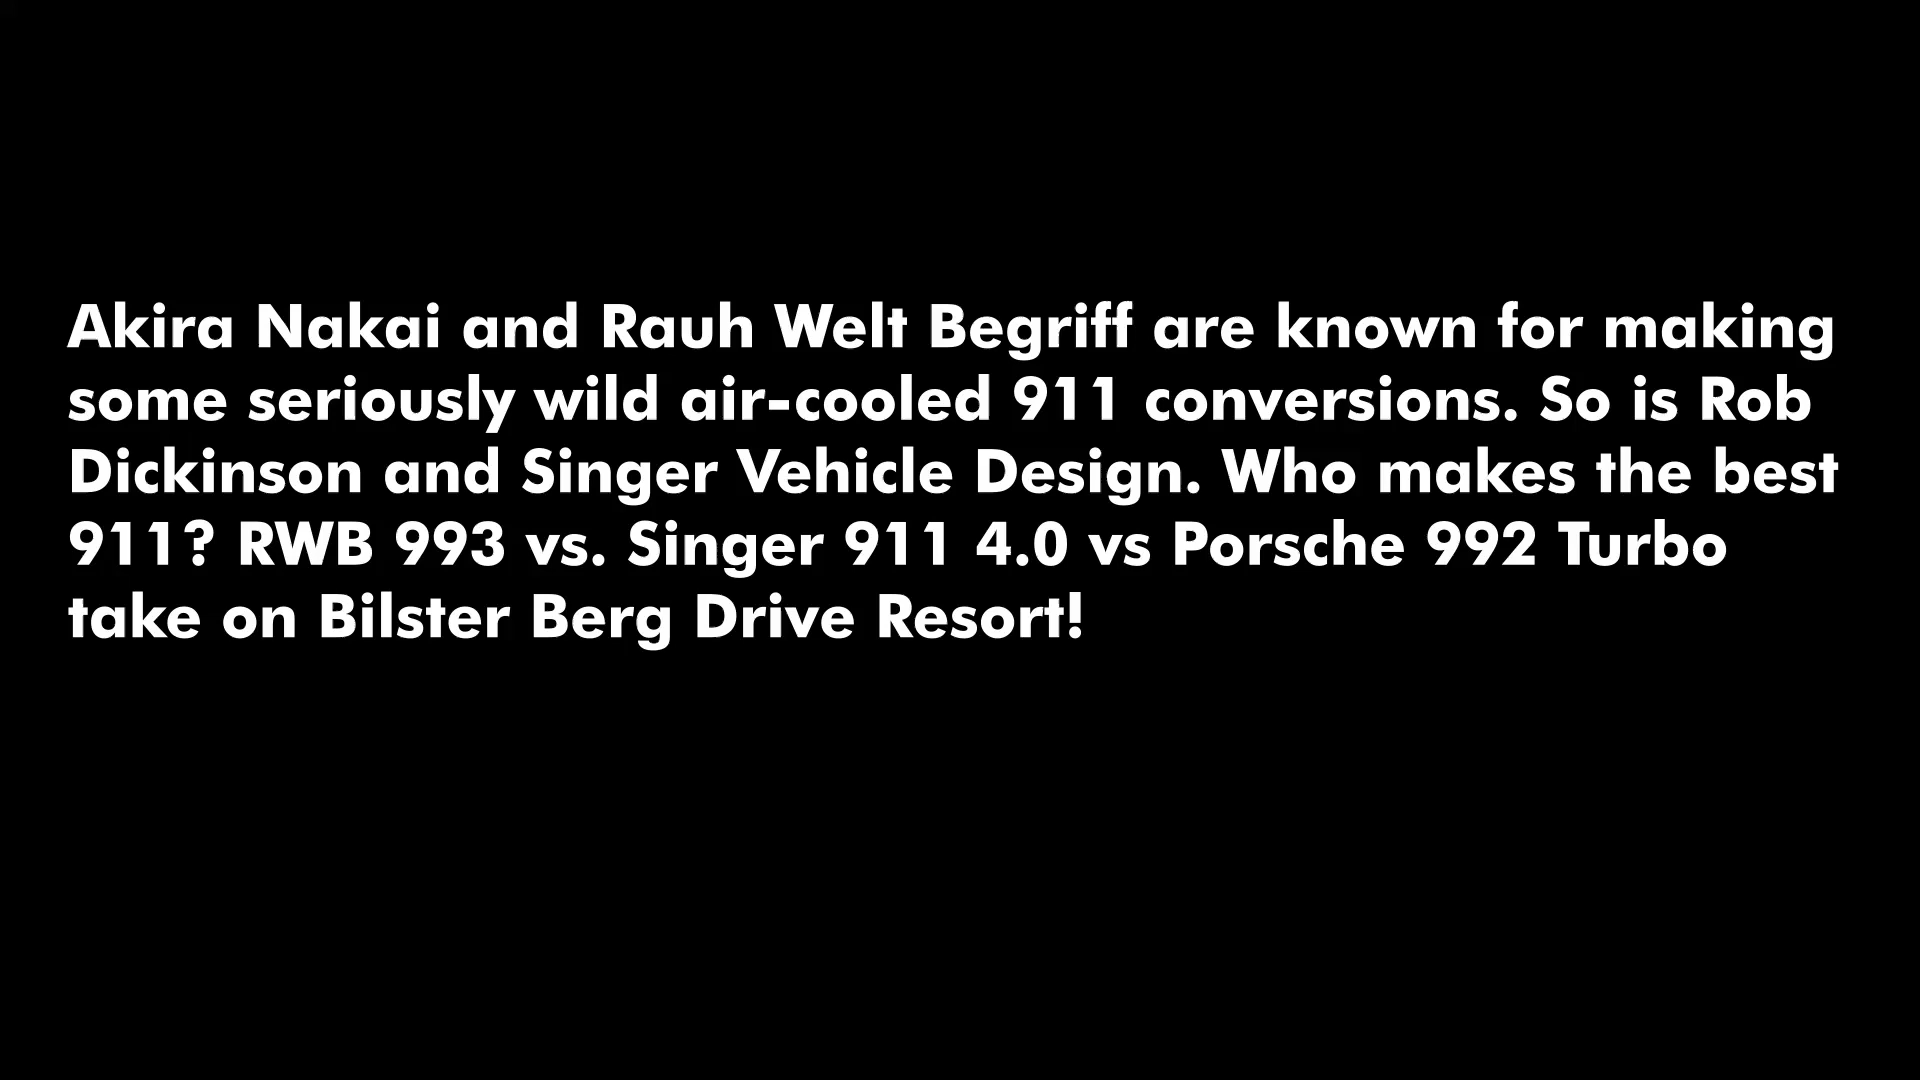 Akira Nakai and Rauh Welt Begriff are known for making
some seriously wild air-cooled 911 conversions. So is Rob
Dickinson and Singer Vehicle Design. Who makes the best
911? RWB 993 vs. Singer 911 4.0 vs Porsche 992 Turbo
take on Bilster Berg Drive Resort!